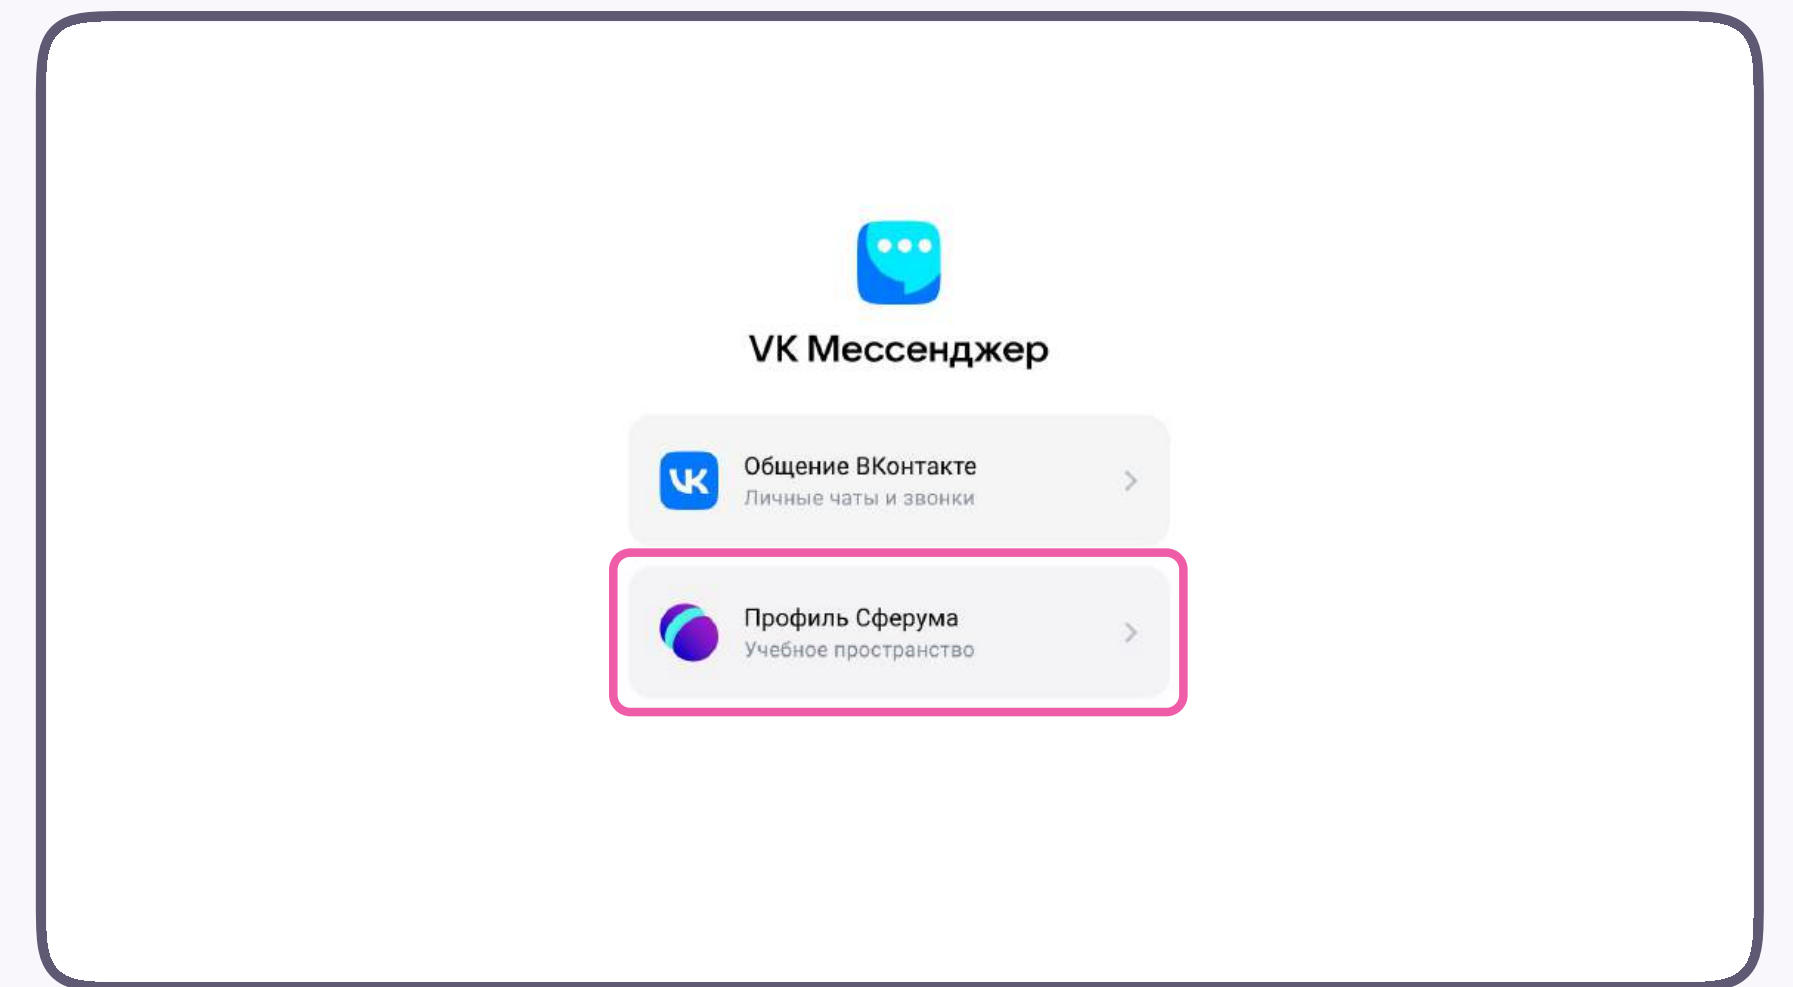 VK Мессенджер
Общение ВКонтакте
Личные чаты и звонки
Профиль Сферума
Учебное пространство